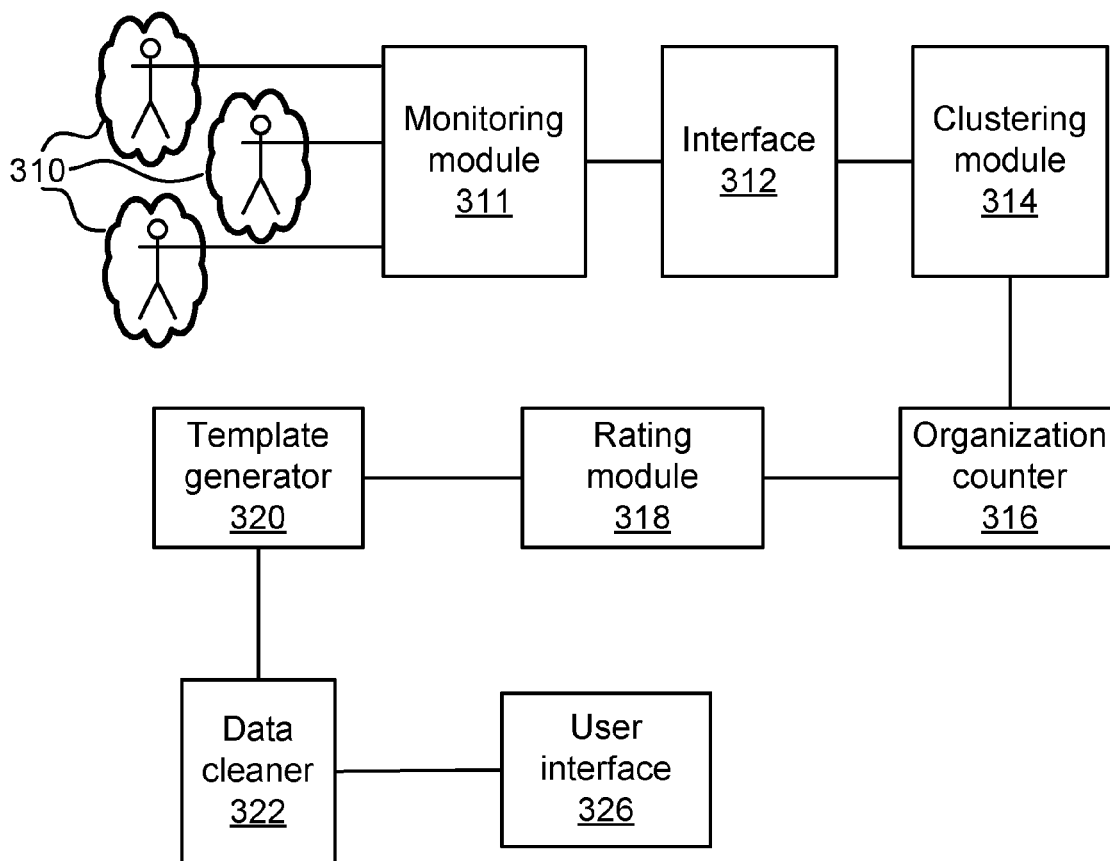 310
Monitoring
module
311
Interface
312
Clustering
module
314
Template
generator
320
Rating
module
318
Organization
counter
316
Data
cleaner
322
User
interface
326